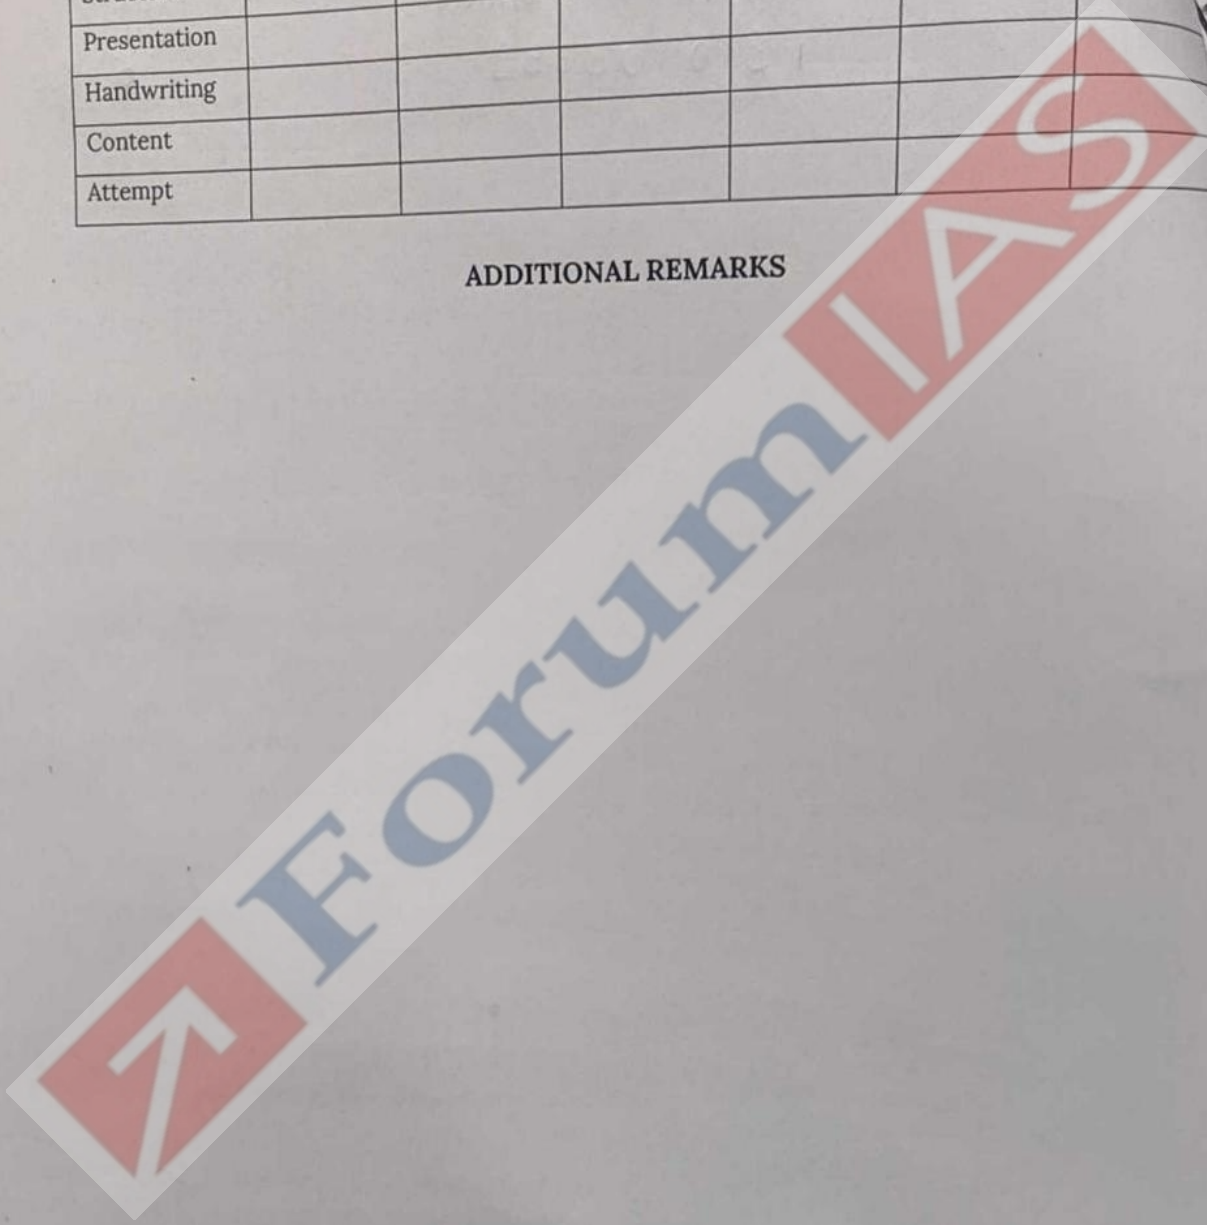 Presentation
Handwriting
Content
Attempt
ADDITIONAL REMARKS
ForumIAS